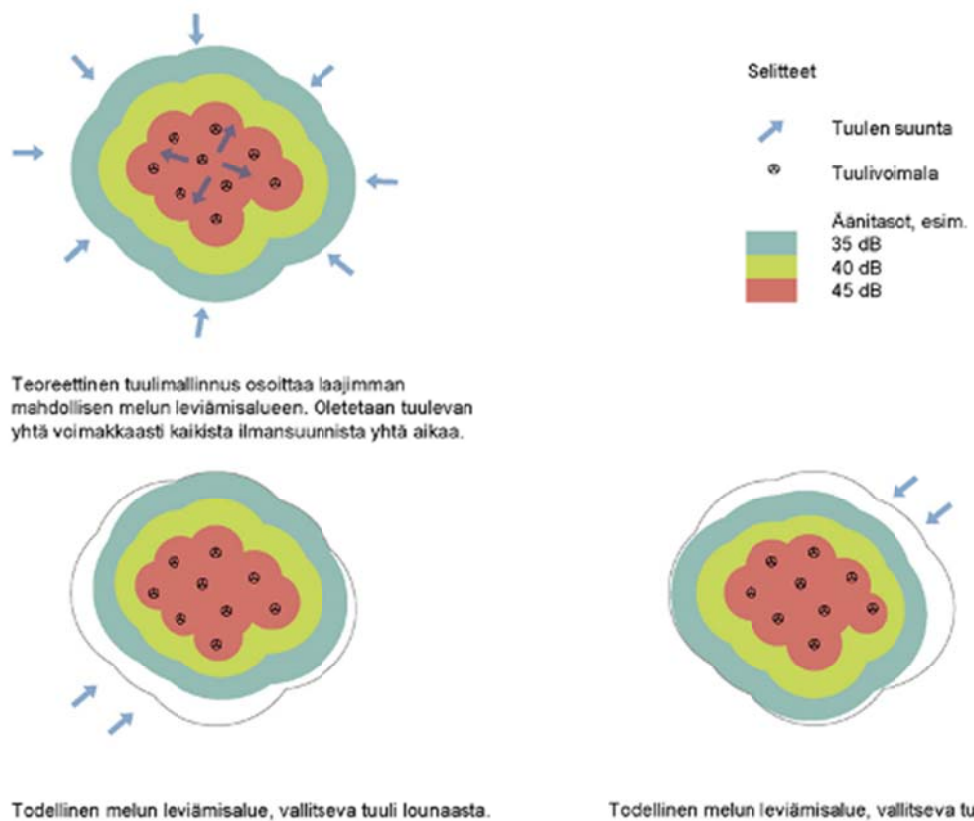 Selitteet
Tuulen suunta
Tuulivoimala
Äänitasot, esim.
35 dB
40 dB
45 dB
Teoreettinen tuulimallinnus osoittaa laajimman
mahdollisen melun leviämisalueen. Oletetaan tuulevan
yhtä voimakkaasti kaikista ilmansuunnista yhtä aikaa.
Todellinen melun leviämisalue, vallitseva tuuli lounaasta.
Todellinen melun leviämisalue, vallitseva tu